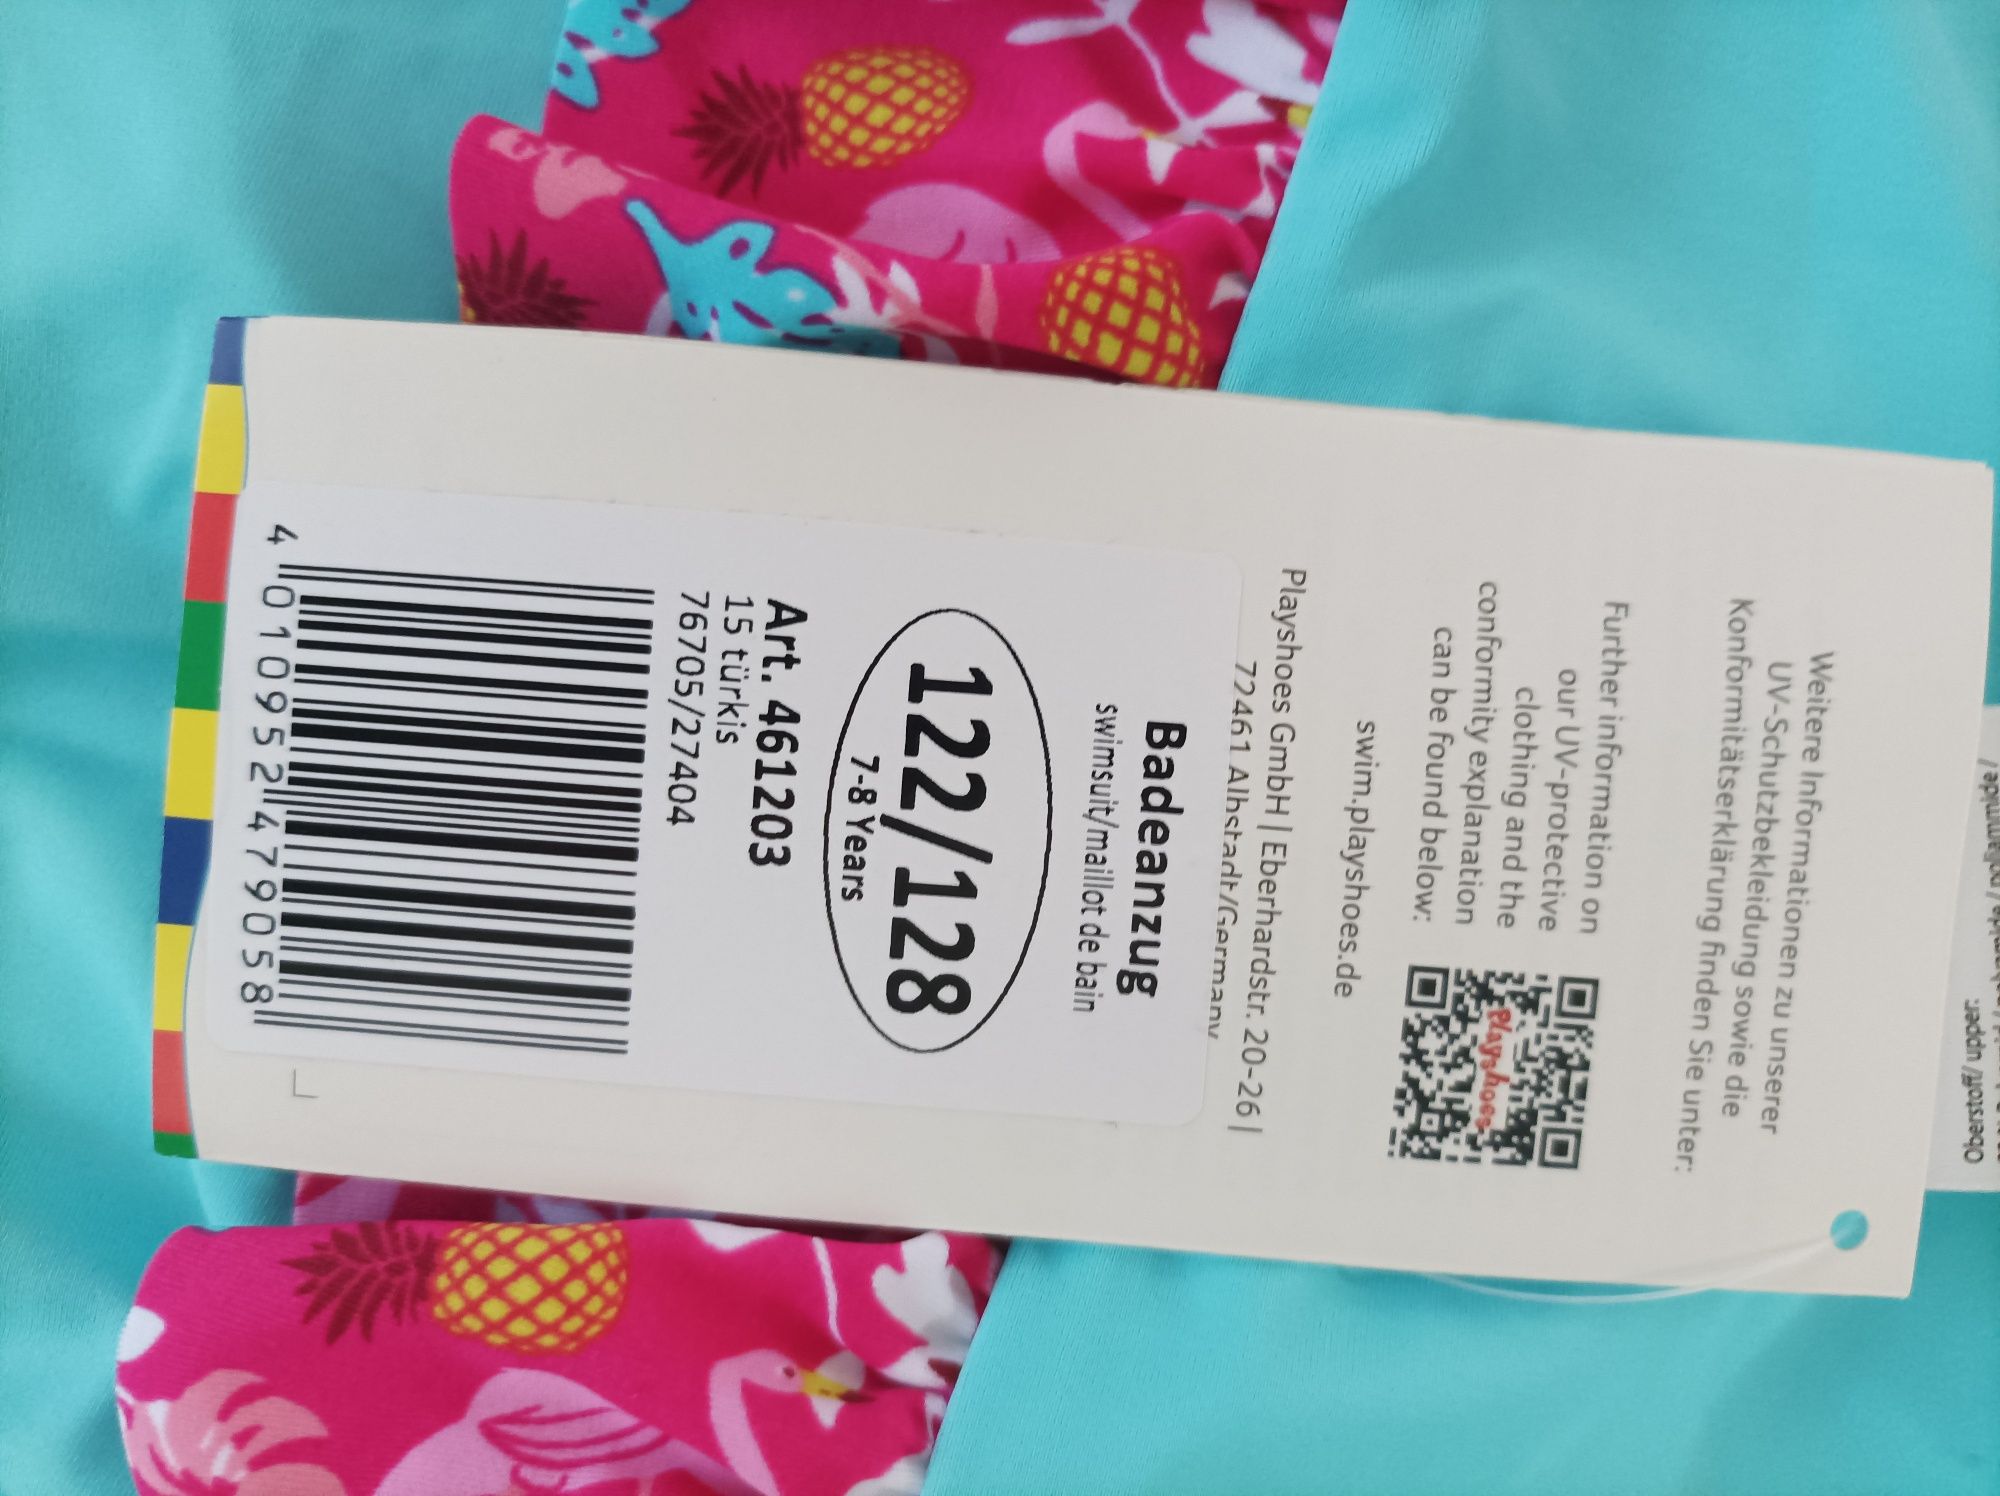 Weitere Informationen zu unserer
UV-Schutzbekleidung sowie die
Konformitätserklärung finden Sie unter:
Further information on
our UV-protective
clothing and the
conformity explanation
can be found below:
Playshoes
swim.playshoes.de
Playshoes GmbH | Eberhardstr. 20-26 |
72461 Albstadt/Germany
Badeanzug
swimsuit/maillot de bain
122/128
7-8 Years
Art. 461203
15 türkis
76705/27404
4 010952 479058
Oberstoff/ upper: